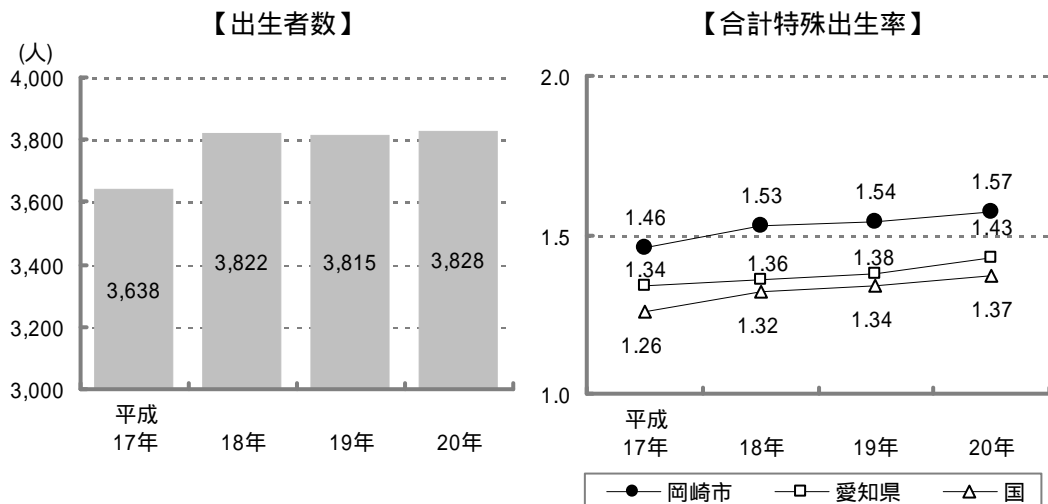 【出生者数】
(人)
4,000
3,800
3,600
3,400
3,200
3,000
3,638
3,822
3,815
3,828
平成
17年
18年
19年
20年
【合計特殊出生率】
2.0
1.5
1.0
1.46
1.53
1.54
1.57
1.34
1.36
1.38
1.43
1.26
1.32
1.34
1.37
平成
17年
18年
19年
20年
岡崎市
愛知県
国